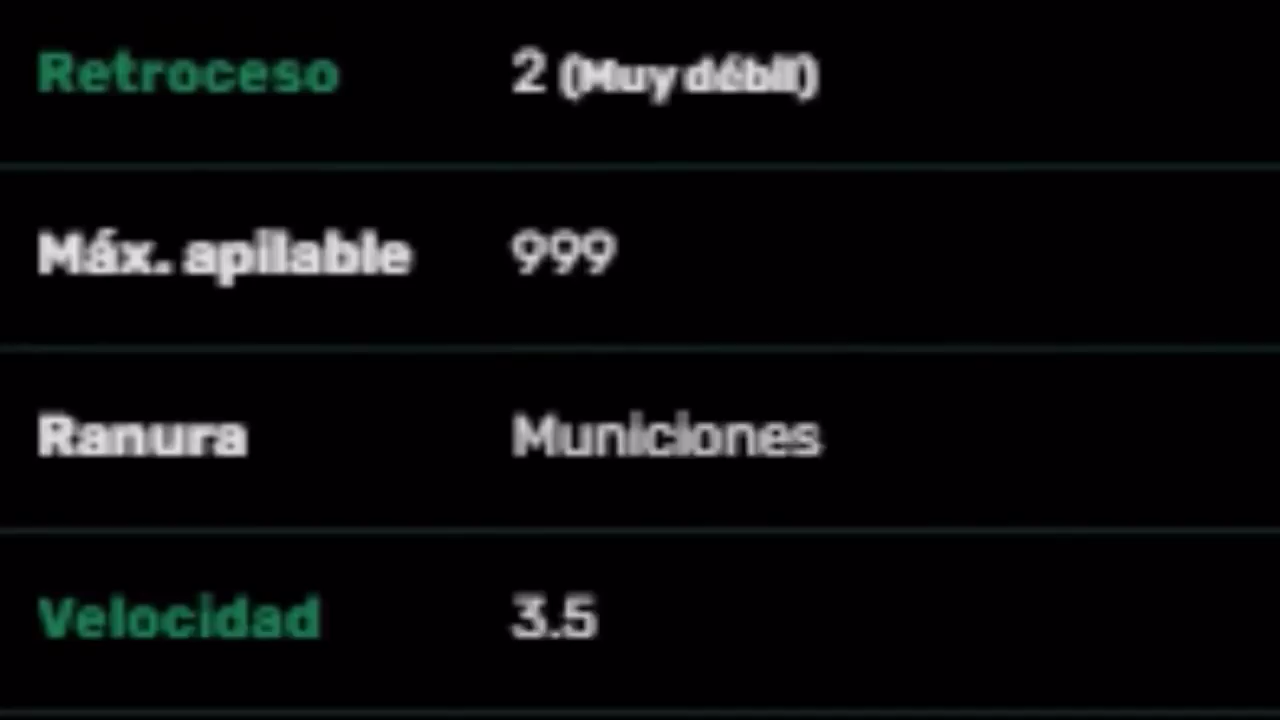 Retroceso 2 (Muy débil)
Máx. apilable 999
Ranura Municiones
Velocidad 3.5